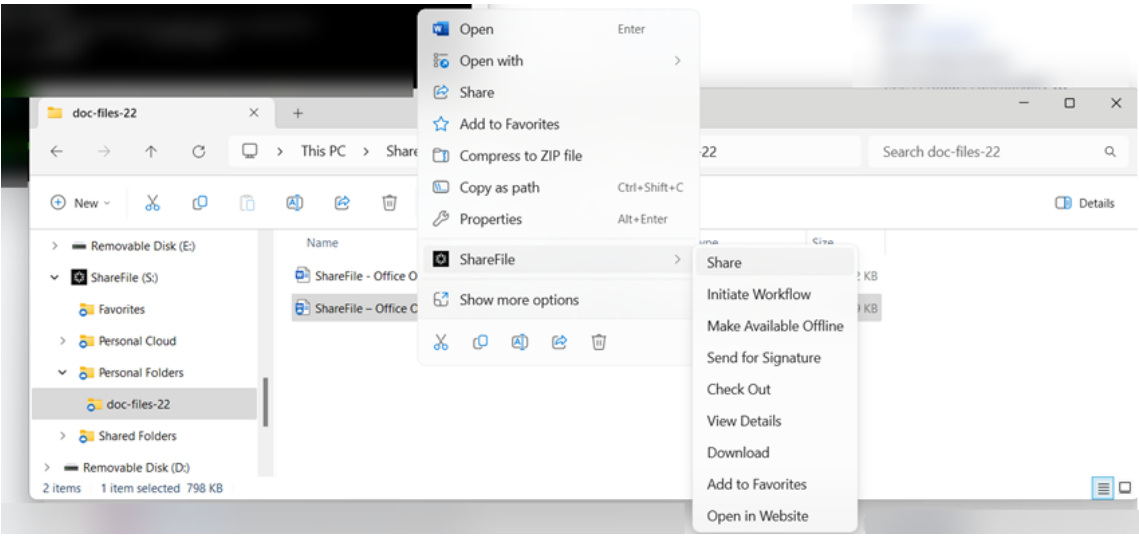 Open Enter
Open with
Share
Add to Favorites
Compress to ZIP file
Copy as path Ctrl+Shift+C
Properties Alt+Enter
ShareFile
Show more options
doc-files-22
This PC Share
-22
Search doc-files-22
New
Details
Removable Disk (E:)
ShareFile (S:)
Favorites
Personal Cloud
Personal Folders
doc-files-22
Shared Folders
Removable Disk (D:)
2 items 1 item selected 798 KB
Name Size
ShareFile - Office O KB
ShareFile – Office O KB
Share
Initiate Workflow
Make Available Offline
Send for Signature
Check Out
View Details
Download
Add to Favorites
Open in Website